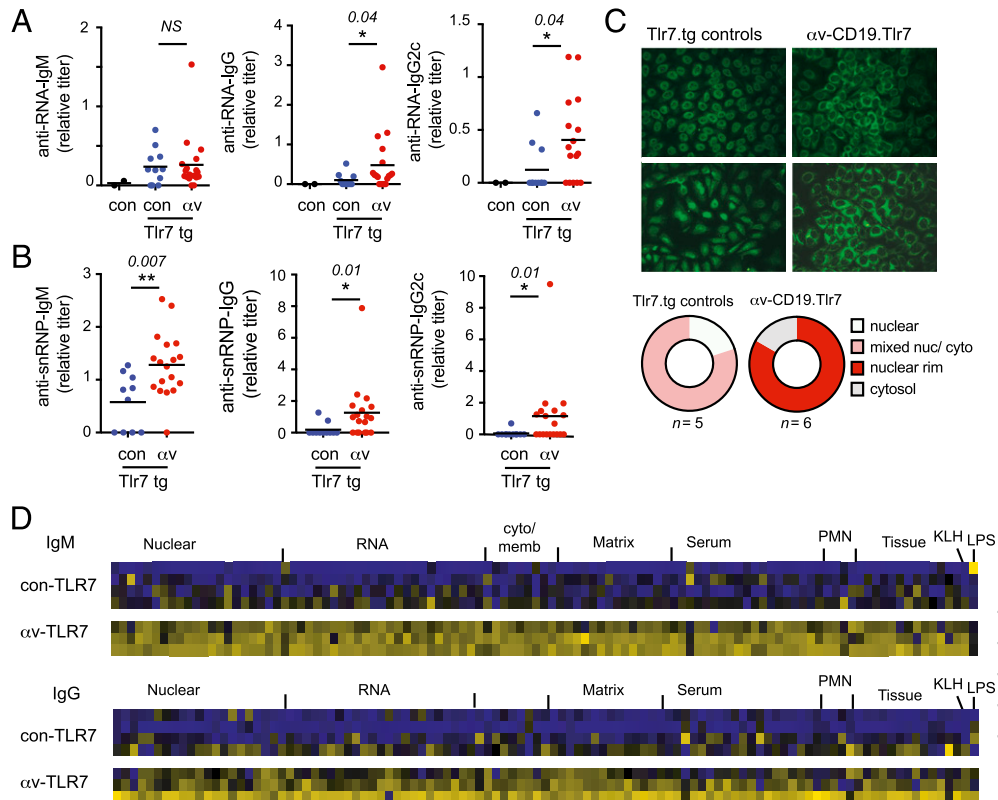 A
NS
anti-RNA-IgM
(relative titer)
2
1
0
con
con
αv
Tlr7 tg
0.04
*
anti-RNA-IgG
(relative titer)
4
3
2
1
0
con
con
αv
Tlr7 tg
0.04
*
anti-RNA-IgG2c
(relative titer)
1.5
1
0.5
0
con
con
αv
Tlr7 tg
B
0.007
**
anti-snRNP-IgM
(relative titer)
3
2
1
0
con
αv
Tlr7 tg
0.01
*
anti-snRNP-IgG
(relative titer)
10
8
6
4
2
0
con
αv
Tlr7 tg
0.01
*
anti-snRNP-IgG2c
(relative titer)
10
8
6
4
2
0
con
αv
Tlr7 tg
C
Tlr7.tg controls
αv-CD19.Tlr7
Tlr7.tg controls
αv-CD19.Tlr7
n= 5
n= 6
nuclear
mixed nuc/ cyto
nuclear rim
cytosol
D
IgM
Nuclear
RNA
cyto/
memb
Matrix
Serum
PMN
Tissue
KLH
LPS
con-TLR7
αv-TLR7
IgG
Nuclear
RNA
Matrix
Serum
PMN
Tissue
KLH
LPS
con-TLR7
αv-TLR7